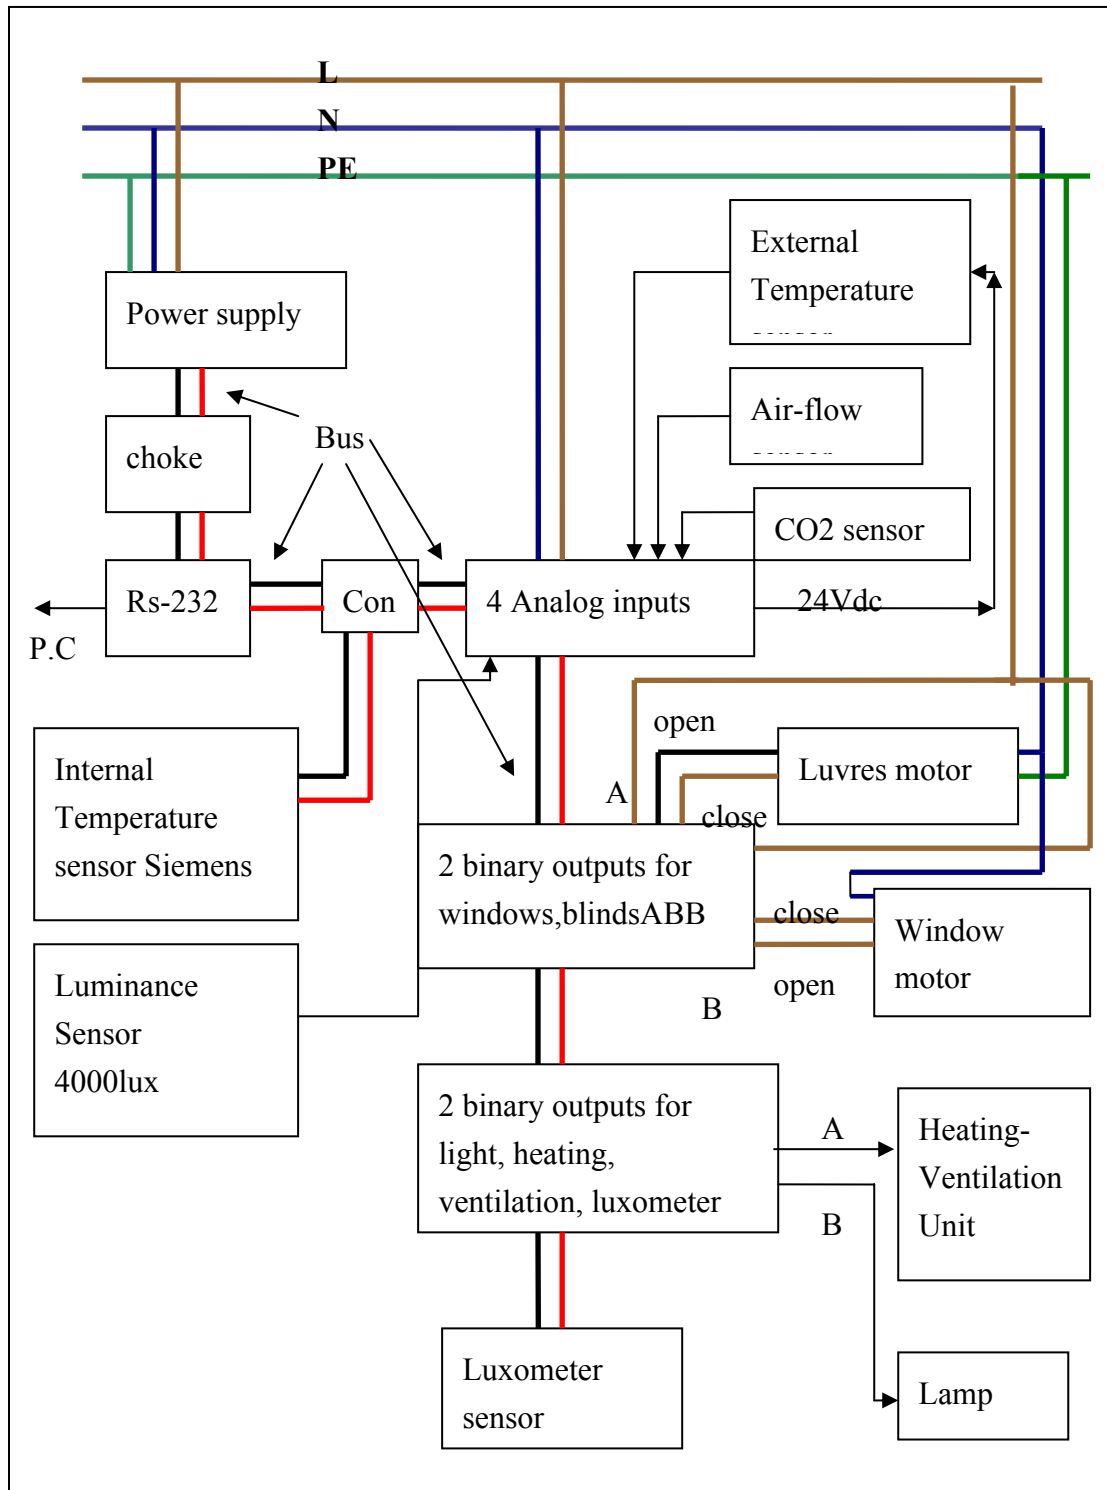 L
N
PE
External
Temperature
Power supply
Air-flow
choke
Bus
CO2 sensor
Rs-232
Con
4 Analog inputs
24Vdc
P.C
open
Luvres motor
Internal
Temperature
sensor Siemens
A
close
2 binary outputs for
windows,blindsABB
close
Window
motor
open
B
Luminance
Sensor
4000lux
2 binary outputs for
light, heating,
ventilation, luxometer
A
B
Heating-
Ventilation
Unit
Luxometer
sensor
Lamp